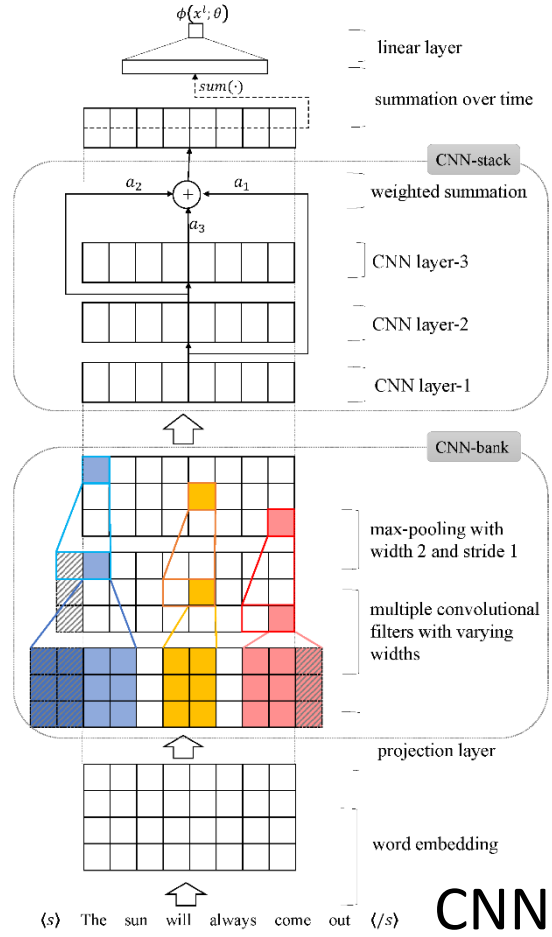 ϕ(xˡ; θ)
linear layer
sum(·)
summation over time
CNN-stack
a₂
a₁
weighted summation
+
a₃
CNN layer-3
CNN layer-2
CNN layer-1
CNN-bank
max-pooling with
width 2 and stride 1
multiple convolutional
filters with varying
widths
projection layer
word embedding
⟨s⟩ The sun will always come out ⟨/s⟩
CNN